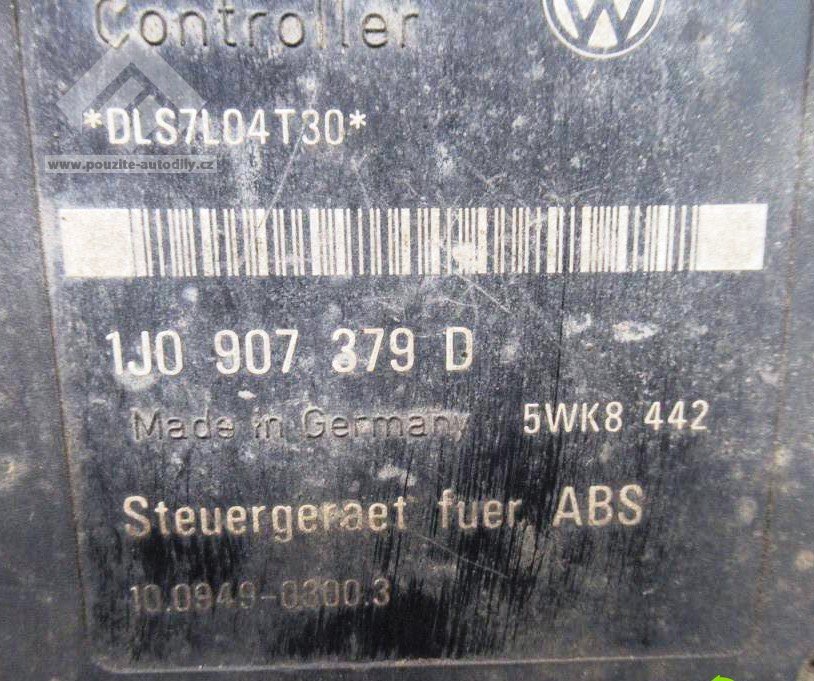 Controller
*DLS7L04T30*
www.pouzite-autodily.cz
1J0 907 379 D
Made in Germany 5WK8 442
Steuergeraet fuer ABS
10.0949-0300.3